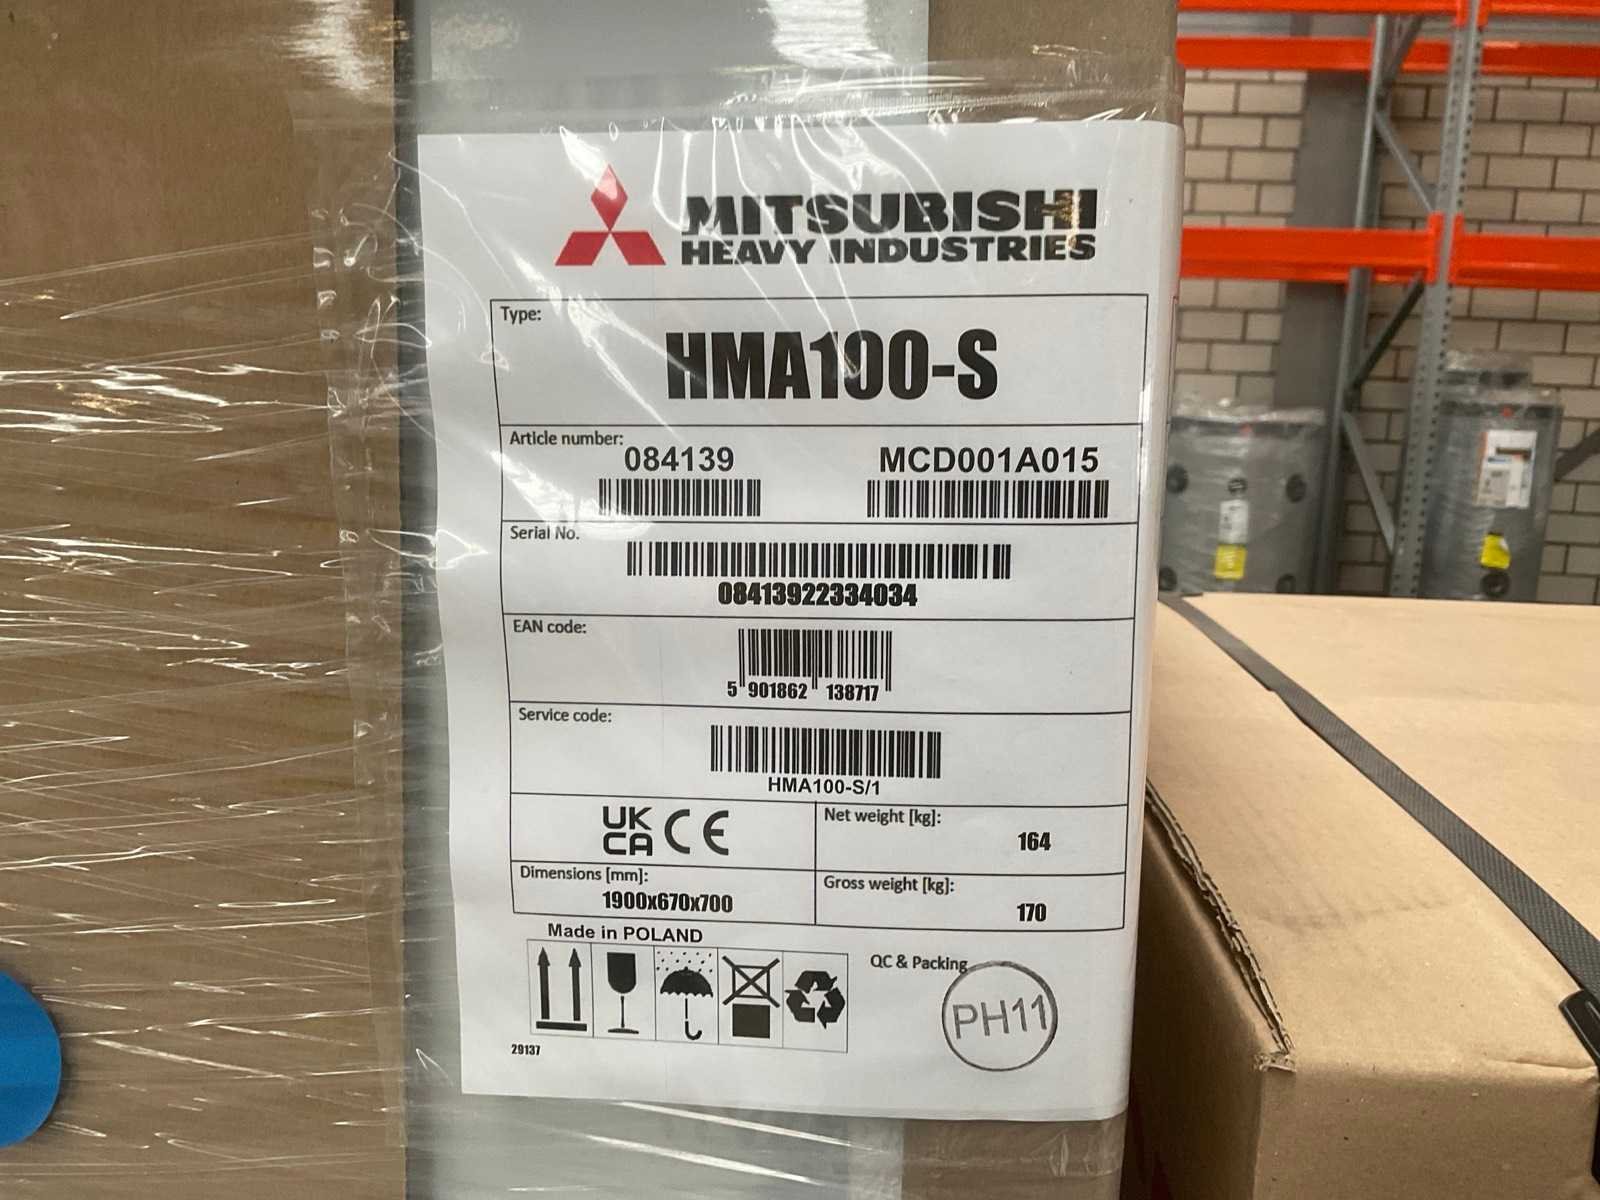 MITSUBISHI
HEAVY INDUSTRIES
Type:
HMA100-S
Article number:
084139 MCD001A015
Serial No.
08413922334034
EAN code:
5 901862 138717
Service code:
HMA100-S/1
UK
CA CE
Net weight [kg]:
164
Dimensions [mm]:
1900x670x700
Gross weight [kg]:
170
Made in POLAND
QC & Packing
PH11
29137